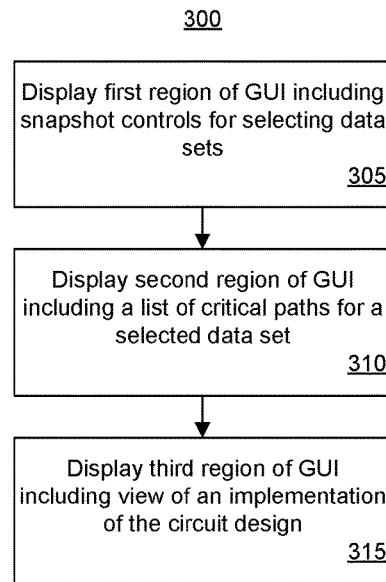 300
Display first region of GUI including
snapshot controls for selecting data
sets
305
Display second region of GUI
including a list of critical paths for a
selected data set
310
Display third region of GUI
including view of an implementation
of the circuit design
315